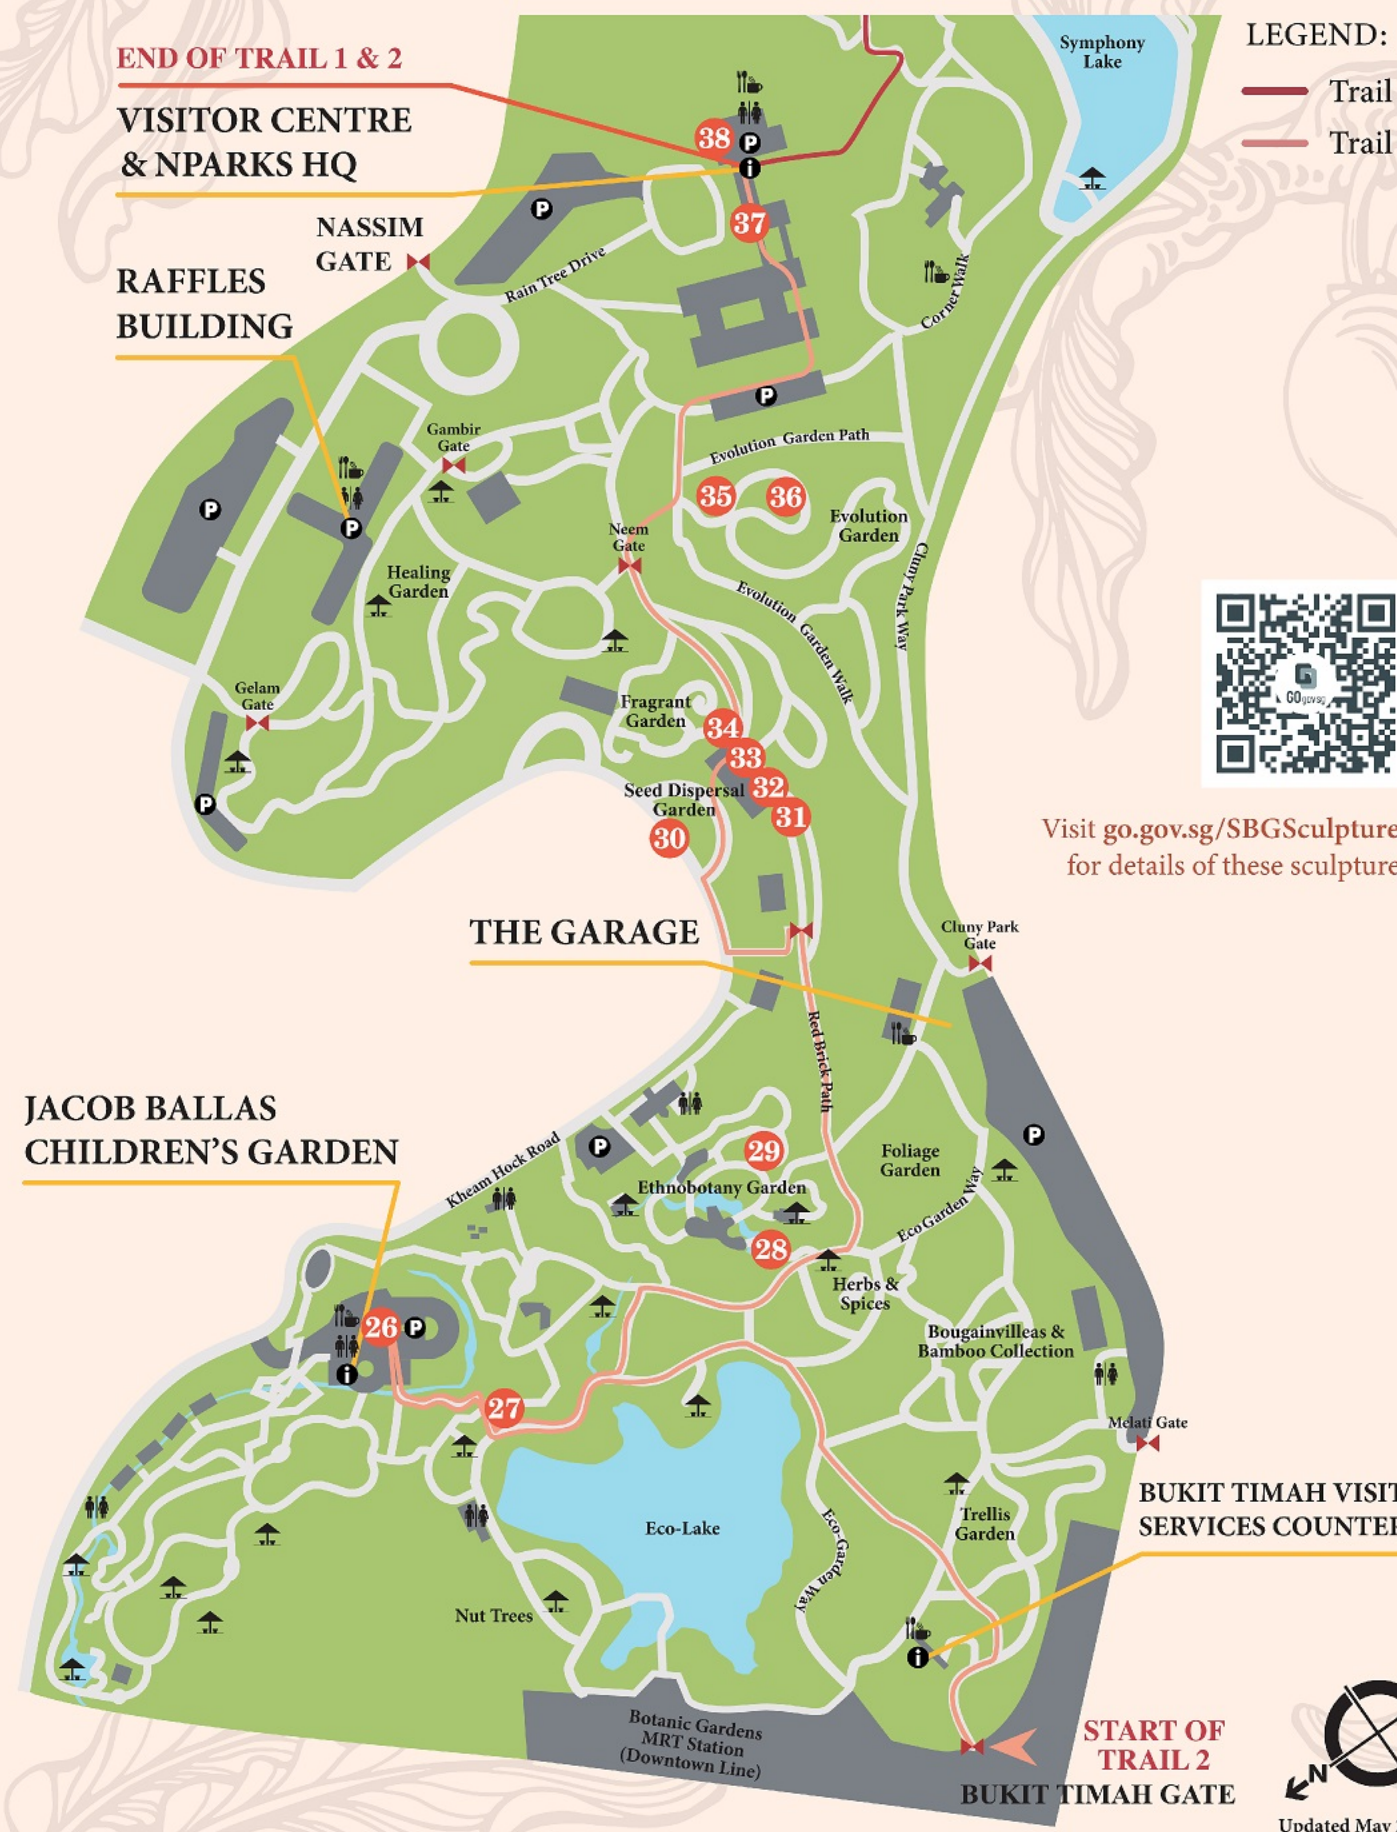 Symphony
Lake
LEGEND:
Trail
Trail
END OF TRAIL 1 & 2
VISITOR CENTRE
& NPARKS HQ
38
P
i
37
P
NASSIM
GATE
Rain Tree Drive
Corner Walk
RAFFLES
BUILDING
P
Gambir
Gate
Evolution Garden Path
35
36
Evolution
Garden
P
P
Neem
Gate
Healing
Garden
Cluny Park Way
Evolution Garden Walk
GOgovsg
Gelam
Gate
P
Fragrant
Garden
34
33
32
31
Seed Dispersal
Garden
30
Visit go.gov.sg/SBGSculpture
for details of these sculpture
THE GARAGE
Cluny Park
Gate
Red Brick Path
JACOB BALLAS
CHILDREN'S GARDEN
Kheam Hock Road
P
P
29
Foliage
Garden
Ethnobotany Garden
Eco Garden Way
28
Herbs &
Spices
26
P
i
Bougainvilleas &
Bamboo Collection
27
Melati Gate
BUKIT TIMAH VISIT
SERVICES COUNTER
Trellis
Garden
Eco-Lake
Eco-Garden Way
Nut Trees
i
Botanic Gardens
MRT Station
(Downtown Line)
START OF
TRAIL 2
BUKIT TIMAH GATE
N
Updated May